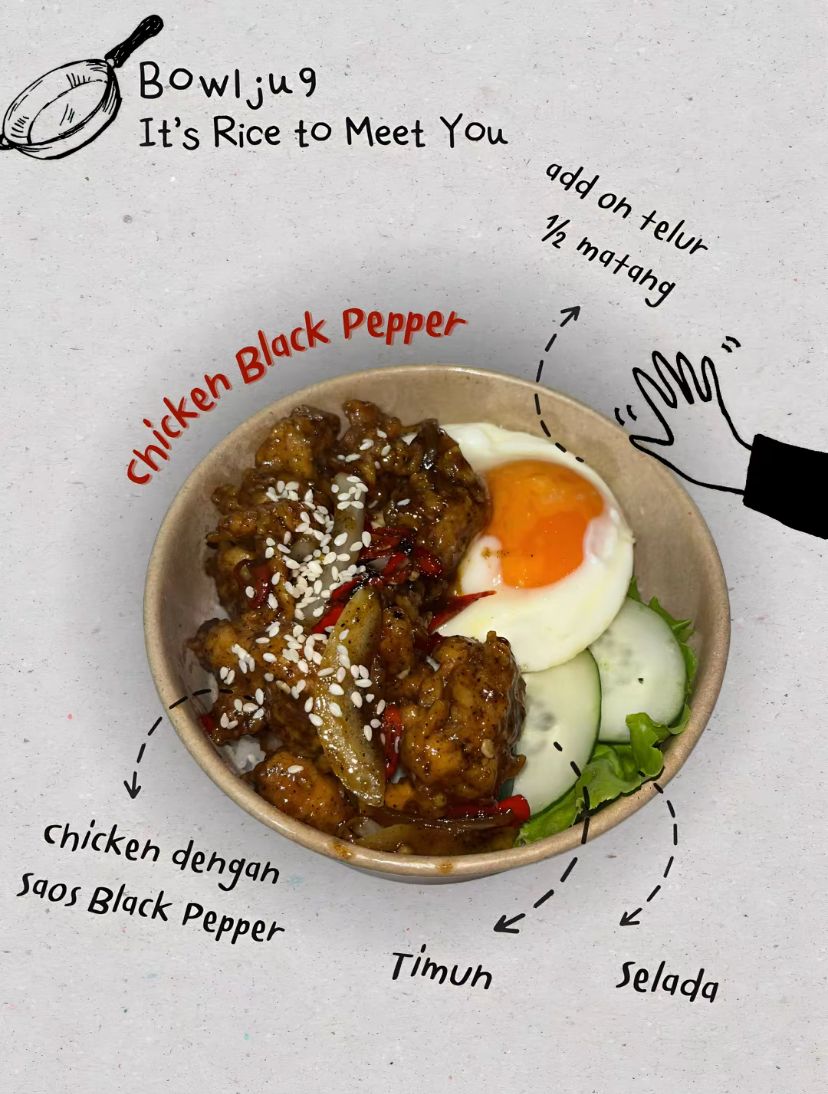 Bowljug
It's Rice to Meet You
add on telur
½ matang
chicken Black Pepper
chicken dengan
saos Black Pepper
Timun
Selada